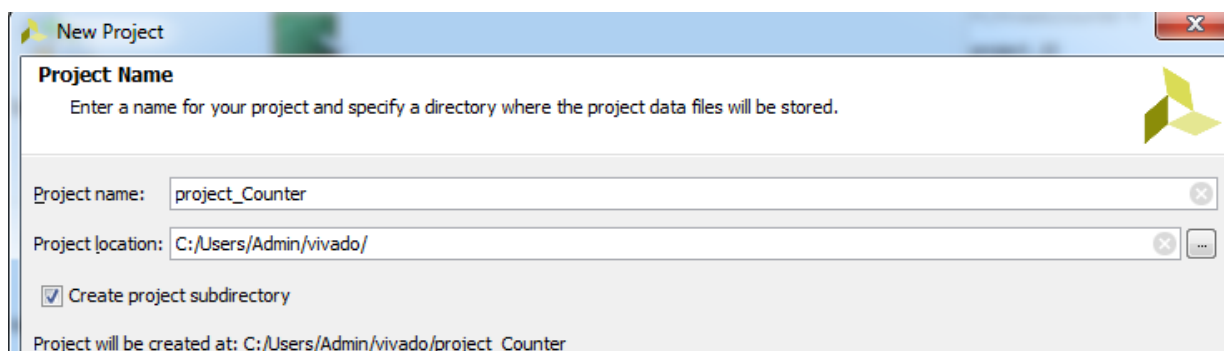 New Project
Project Name
Enter a name for your project and specify a directory where the project data files will be stored.
Project name: project_Counter
Project location: C:/Users/Admin/vivado/ ...
Create project subdirectory
Project will be created at: C:/Users/Admin/vivado/project_Counter